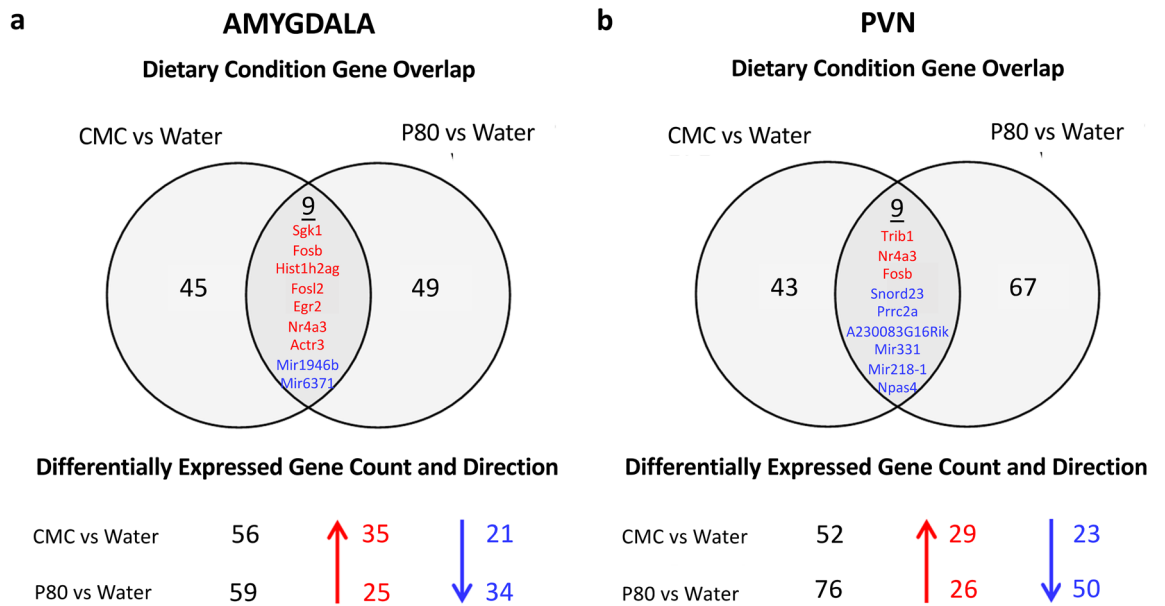 a AMYGDALA
Dietary Condition Gene Overlap
CMC vs Water P80 vs Water
9
Sgk1
Fosb
Hist1h2ag
45 Fosl2 49
Egr2
Nr4a3
Actr3
Mir1946b
Mir6371
Differentially Expressed Gene Count and Direction
CMC vs Water 56 35 21
P80 vs Water 59 25 34
b PVN
Dietary Condition Gene Overlap
CMC vs Water P80 vs Water
9
Trib1
Nr4a3
Fosb
43 Snord23 67
Prrc2a
A230083G16Rik
Mir331
Mir218-1
Npas4
Differentially Expressed Gene Count and Direction
CMC vs Water 52 29 23
P80 vs Water 76 26 50